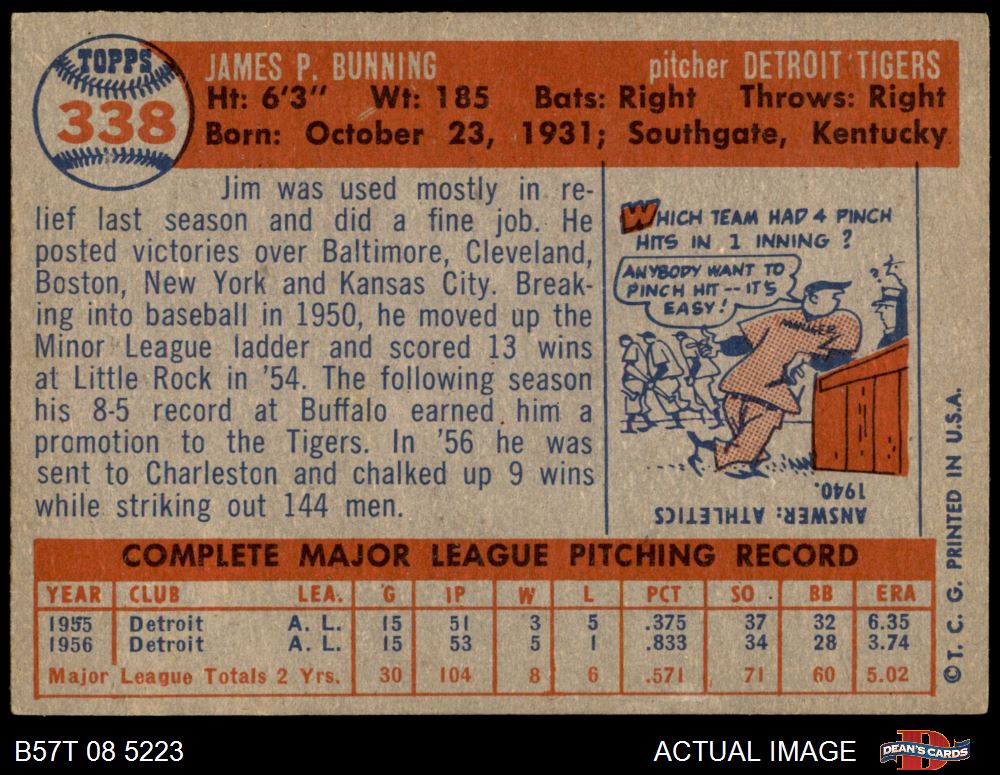 TOPPS
338
JAMES P. BUNNING pitcher DETROIT TIGERS
Ht: 6'3" Wt: 185 Bats: Right Throws: Right
Born: October 23, 1931; Southgate, Kentucky
Jim was used mostly in re-
lief last season and did a fine job. He
posted victories over Baltimore, Cleveland,
Boston, New York and Kansas City. Break-
ing into baseball in 1950, he moved up the
Minor League ladder and scored 13 wins
at Little Rock in '54. The following season
his 8-5 record at Buffalo earned him a
promotion to the Tigers. In '56 he was
sent to Charleston and chalked up 9 wins
while striking out 144 men.
WHICH TEAM HAD 4 PINCH
HITS IN 1 INNING ?
ANYBODY WANT TO
PINCH HIT -- IT'S
EASY!
MANAGER
ANSWER: ATHLETICS
1940.
© T. C. G. PRINTED IN U.S.A.
COMPLETE MAJOR LEAGUE PITCHING RECORD
YEAR CLUB LEA. G IP W L PCT SO BB ERA
1955 Detroit A. L. 15 51 3 5 .375 37 32 6.35
1956 Detroit A. L. 15 53 5 1 .833 34 28 3.74
Major League Totals 2 Yrs. 30 104 8 6 .571 71 60 5.02
B57T 08 5223 ACTUAL IMAGE
D
DEAN'S CARDS